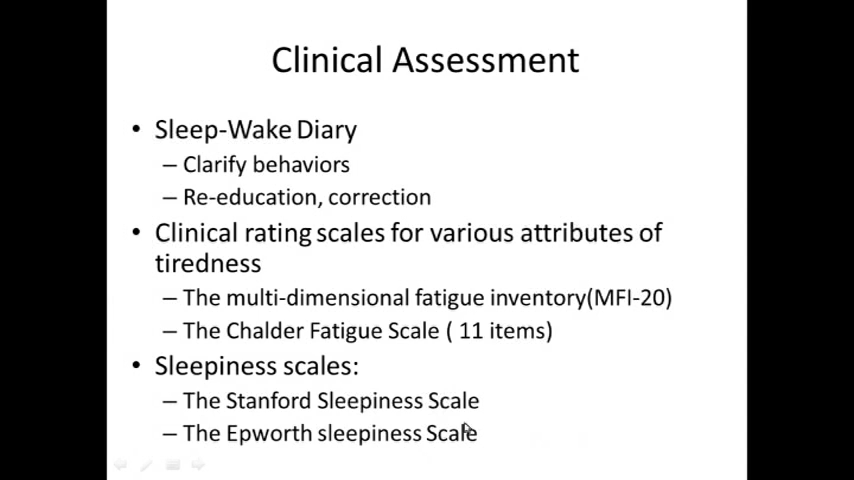 Clinical Assessment
• Sleep-Wake Diary
– Clarify behaviors
– Re-education, correction
• Clinical rating scales for various attributes of
tiredness
– The multi-dimensional fatigue inventory(MFI-20)
– The Chalder Fatigue Scale ( 11 items)
• Sleepiness scales:
– The Stanford Sleepiness Scale
– The Epworth sleepiness Scale